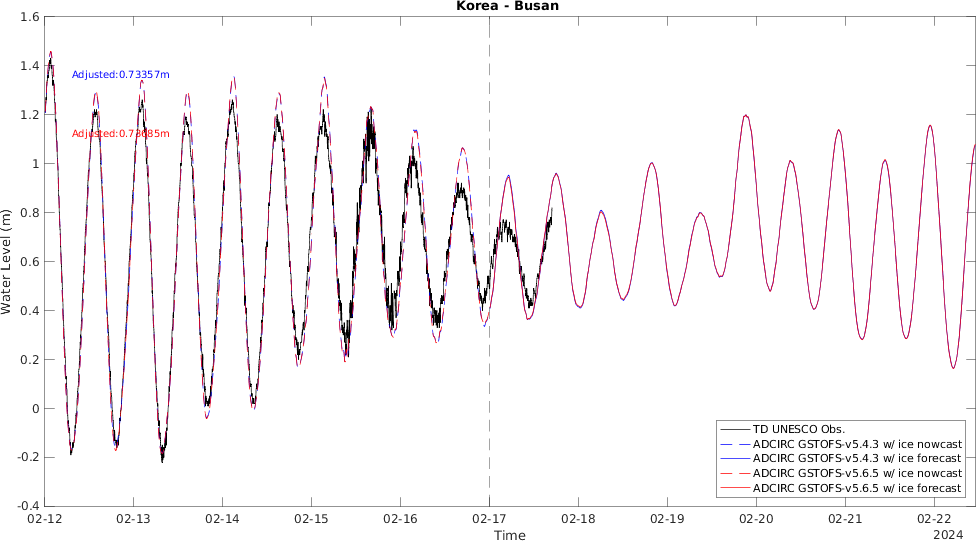 Korea - Busan
1.6
1.4
1.2
1
0.8
0.6
0.4
0.2
0
-0.2
-0.4
Water Level (m)
Adjusted:0.73357m
Adjusted:0.73685m
TD UNESCO Obs.
ADCIRC GSTOFS-v5.4.3 w/ ice nowcast
ADCIRC GSTOFS-v5.4.3 w/ ice forecast
ADCIRC GSTOFS-v5.6.5 w/ ice nowcast
ADCIRC GSTOFS-v5.6.5 w/ ice forecast
02-12 02-13 02-14 02-15 02-16 02-17 02-18 02-19 02-20 02-21 02-22
Time
2024